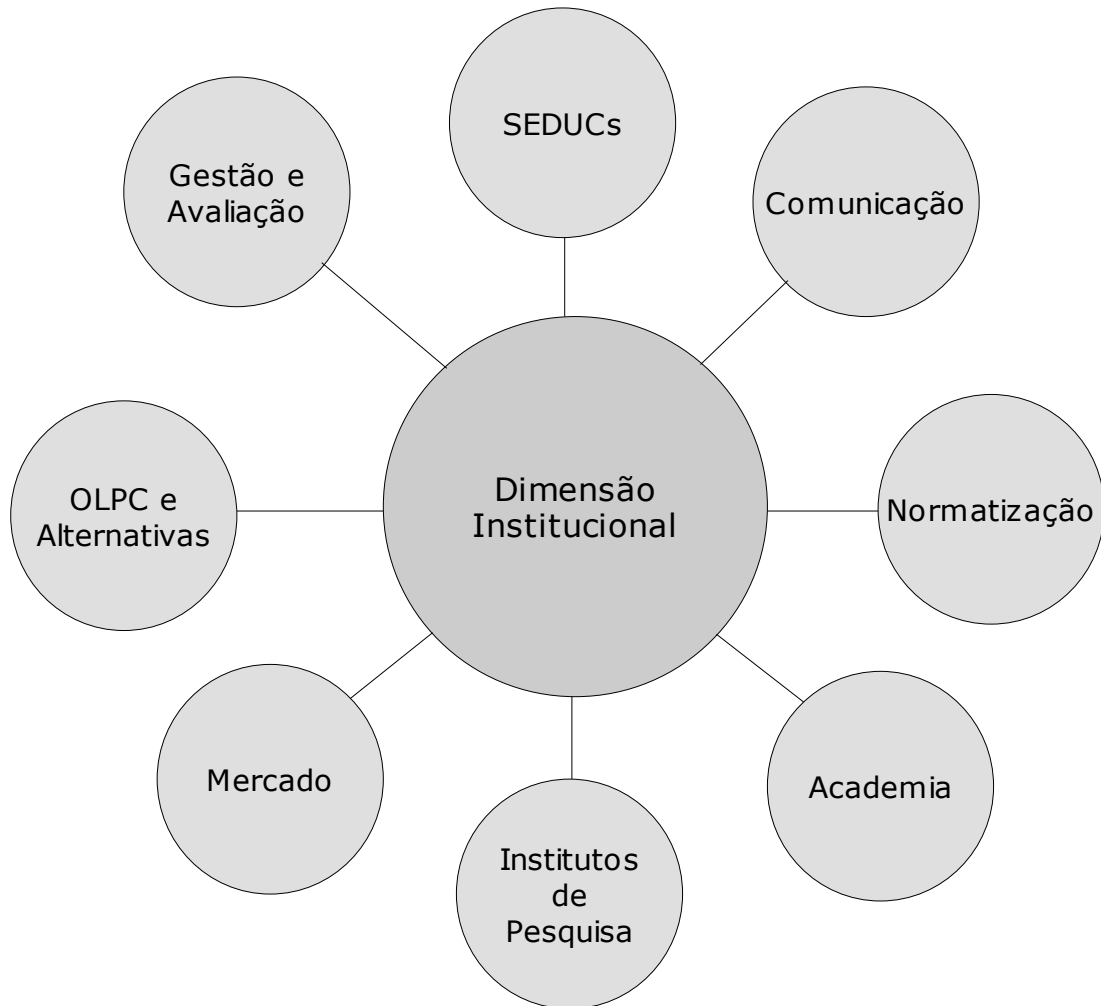 SEDUCs
Gestão e
Avaliação
Comunicação
OLPC e
Alternativas
Dimensão
Institucional
Normatização
Mercado
Academia
Institutos
de
Pesquisa